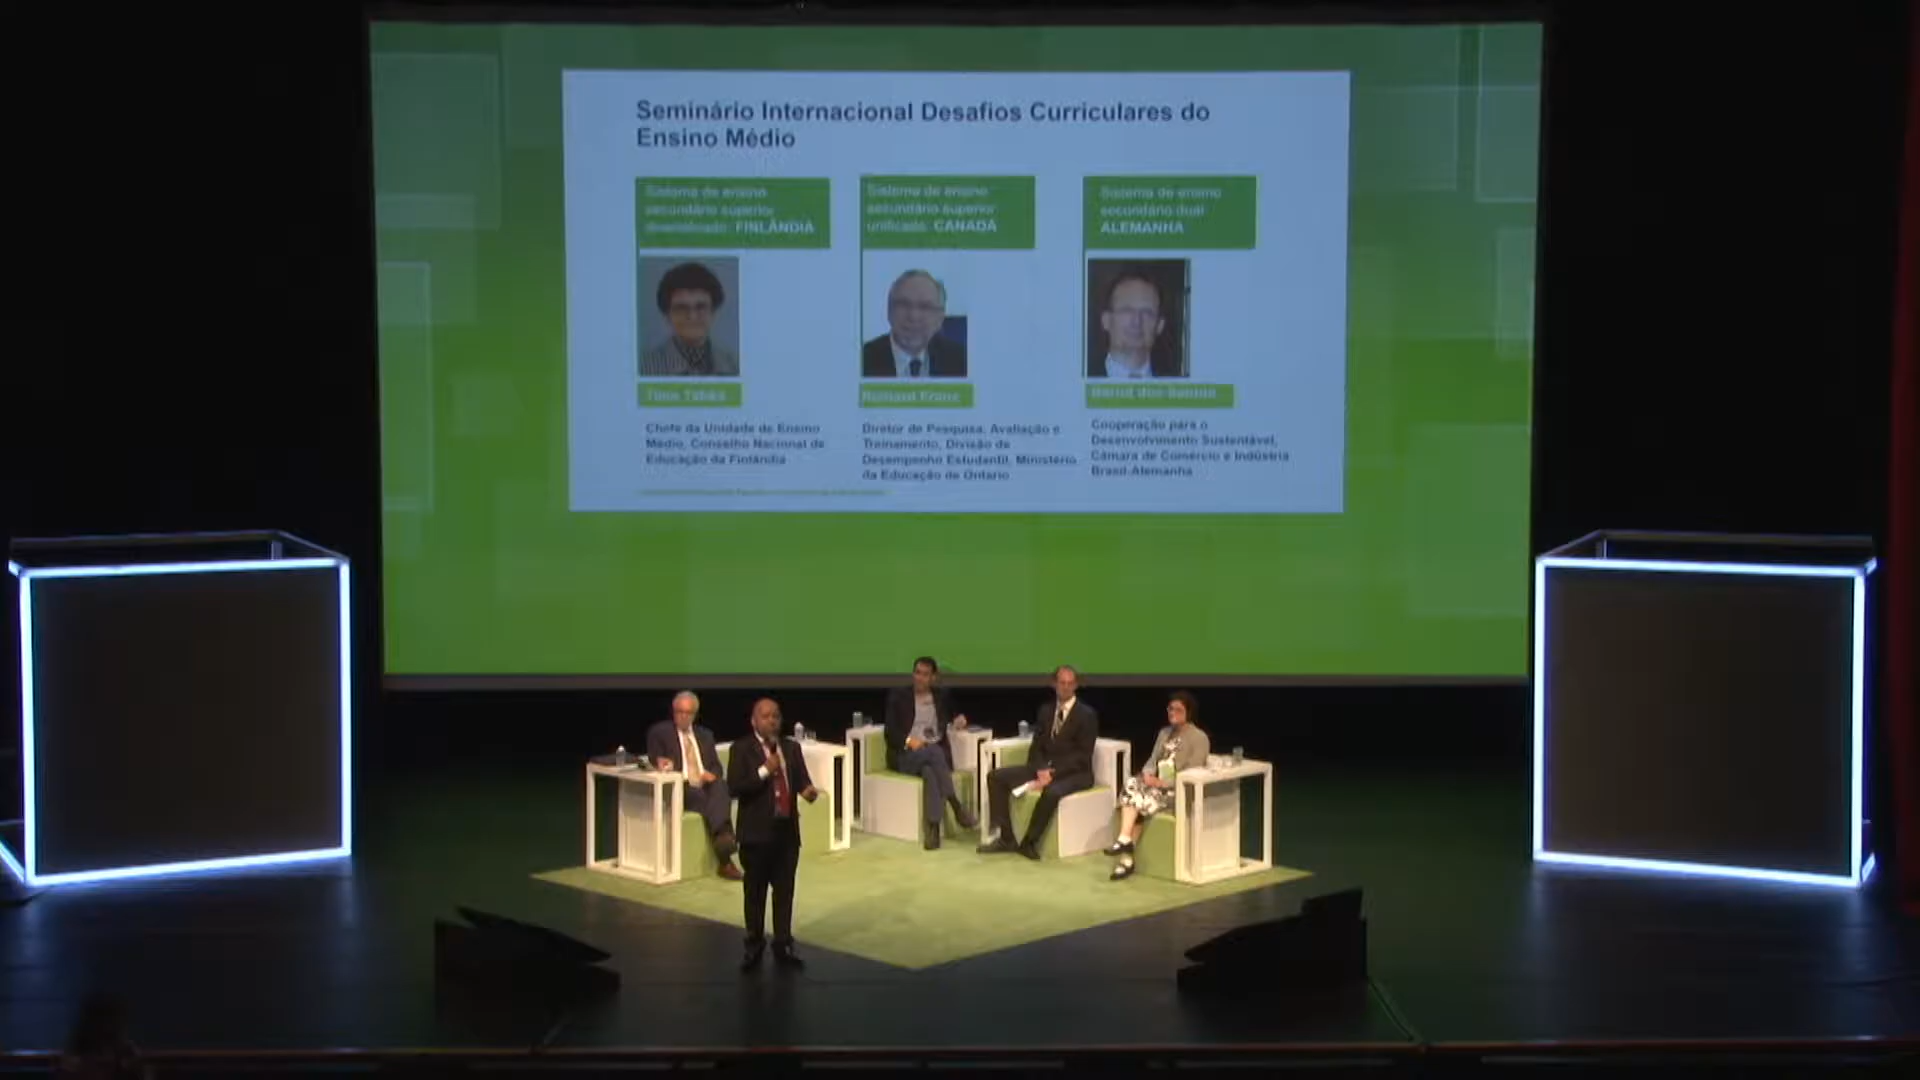 Seminário Internacional Desafios Curriculares do
Ensino Médio
Sistema de ensino
secundário superior
diversificado: FINLÂNDIA
Sistema de ensino
secundário superior
unificado: CANADÁ
Sistema de ensino
secundário dual
ALEMANHA
Chefe da Unidade de Ensino
Médio, Conselho Nacional de
Educação da Finlândia
Diretor de Pesquisa, Avaliação e
Treinamento, Divisão de
Desempenho Estudantil, Ministério
da Educação de Ontario
Cooperação para o
Desenvolvimento Sustentável,
Câmara de Comércio e Indústria
Brasil-Alemanha